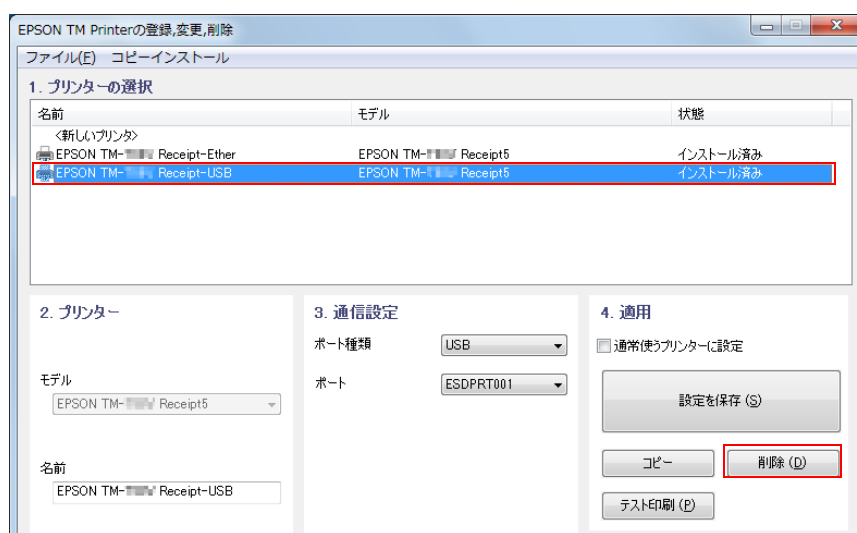 EPSON TM Printerの登録,変更,削除
ファイル(F) コピーインストール
1. プリンターの選択
名前 モデル 状態
<新しいプリンタ>
EPSON TM- Receipt-Ether EPSON TM- Receipt5 インストール済み
EPSON TM- Receipt-USB EPSON TM- Receipt5 インストール済み
2. プリンター
モデル
EPSON TM- Receipt5
名前
EPSON TM- Receipt-USB
3. 通信設定
ポート種類 USB
ポート ESDPRT001
4. 適用
通常使うプリンターに設定
設定を保存 (S)
コピー 削除 (D)
テスト印刷 (P)